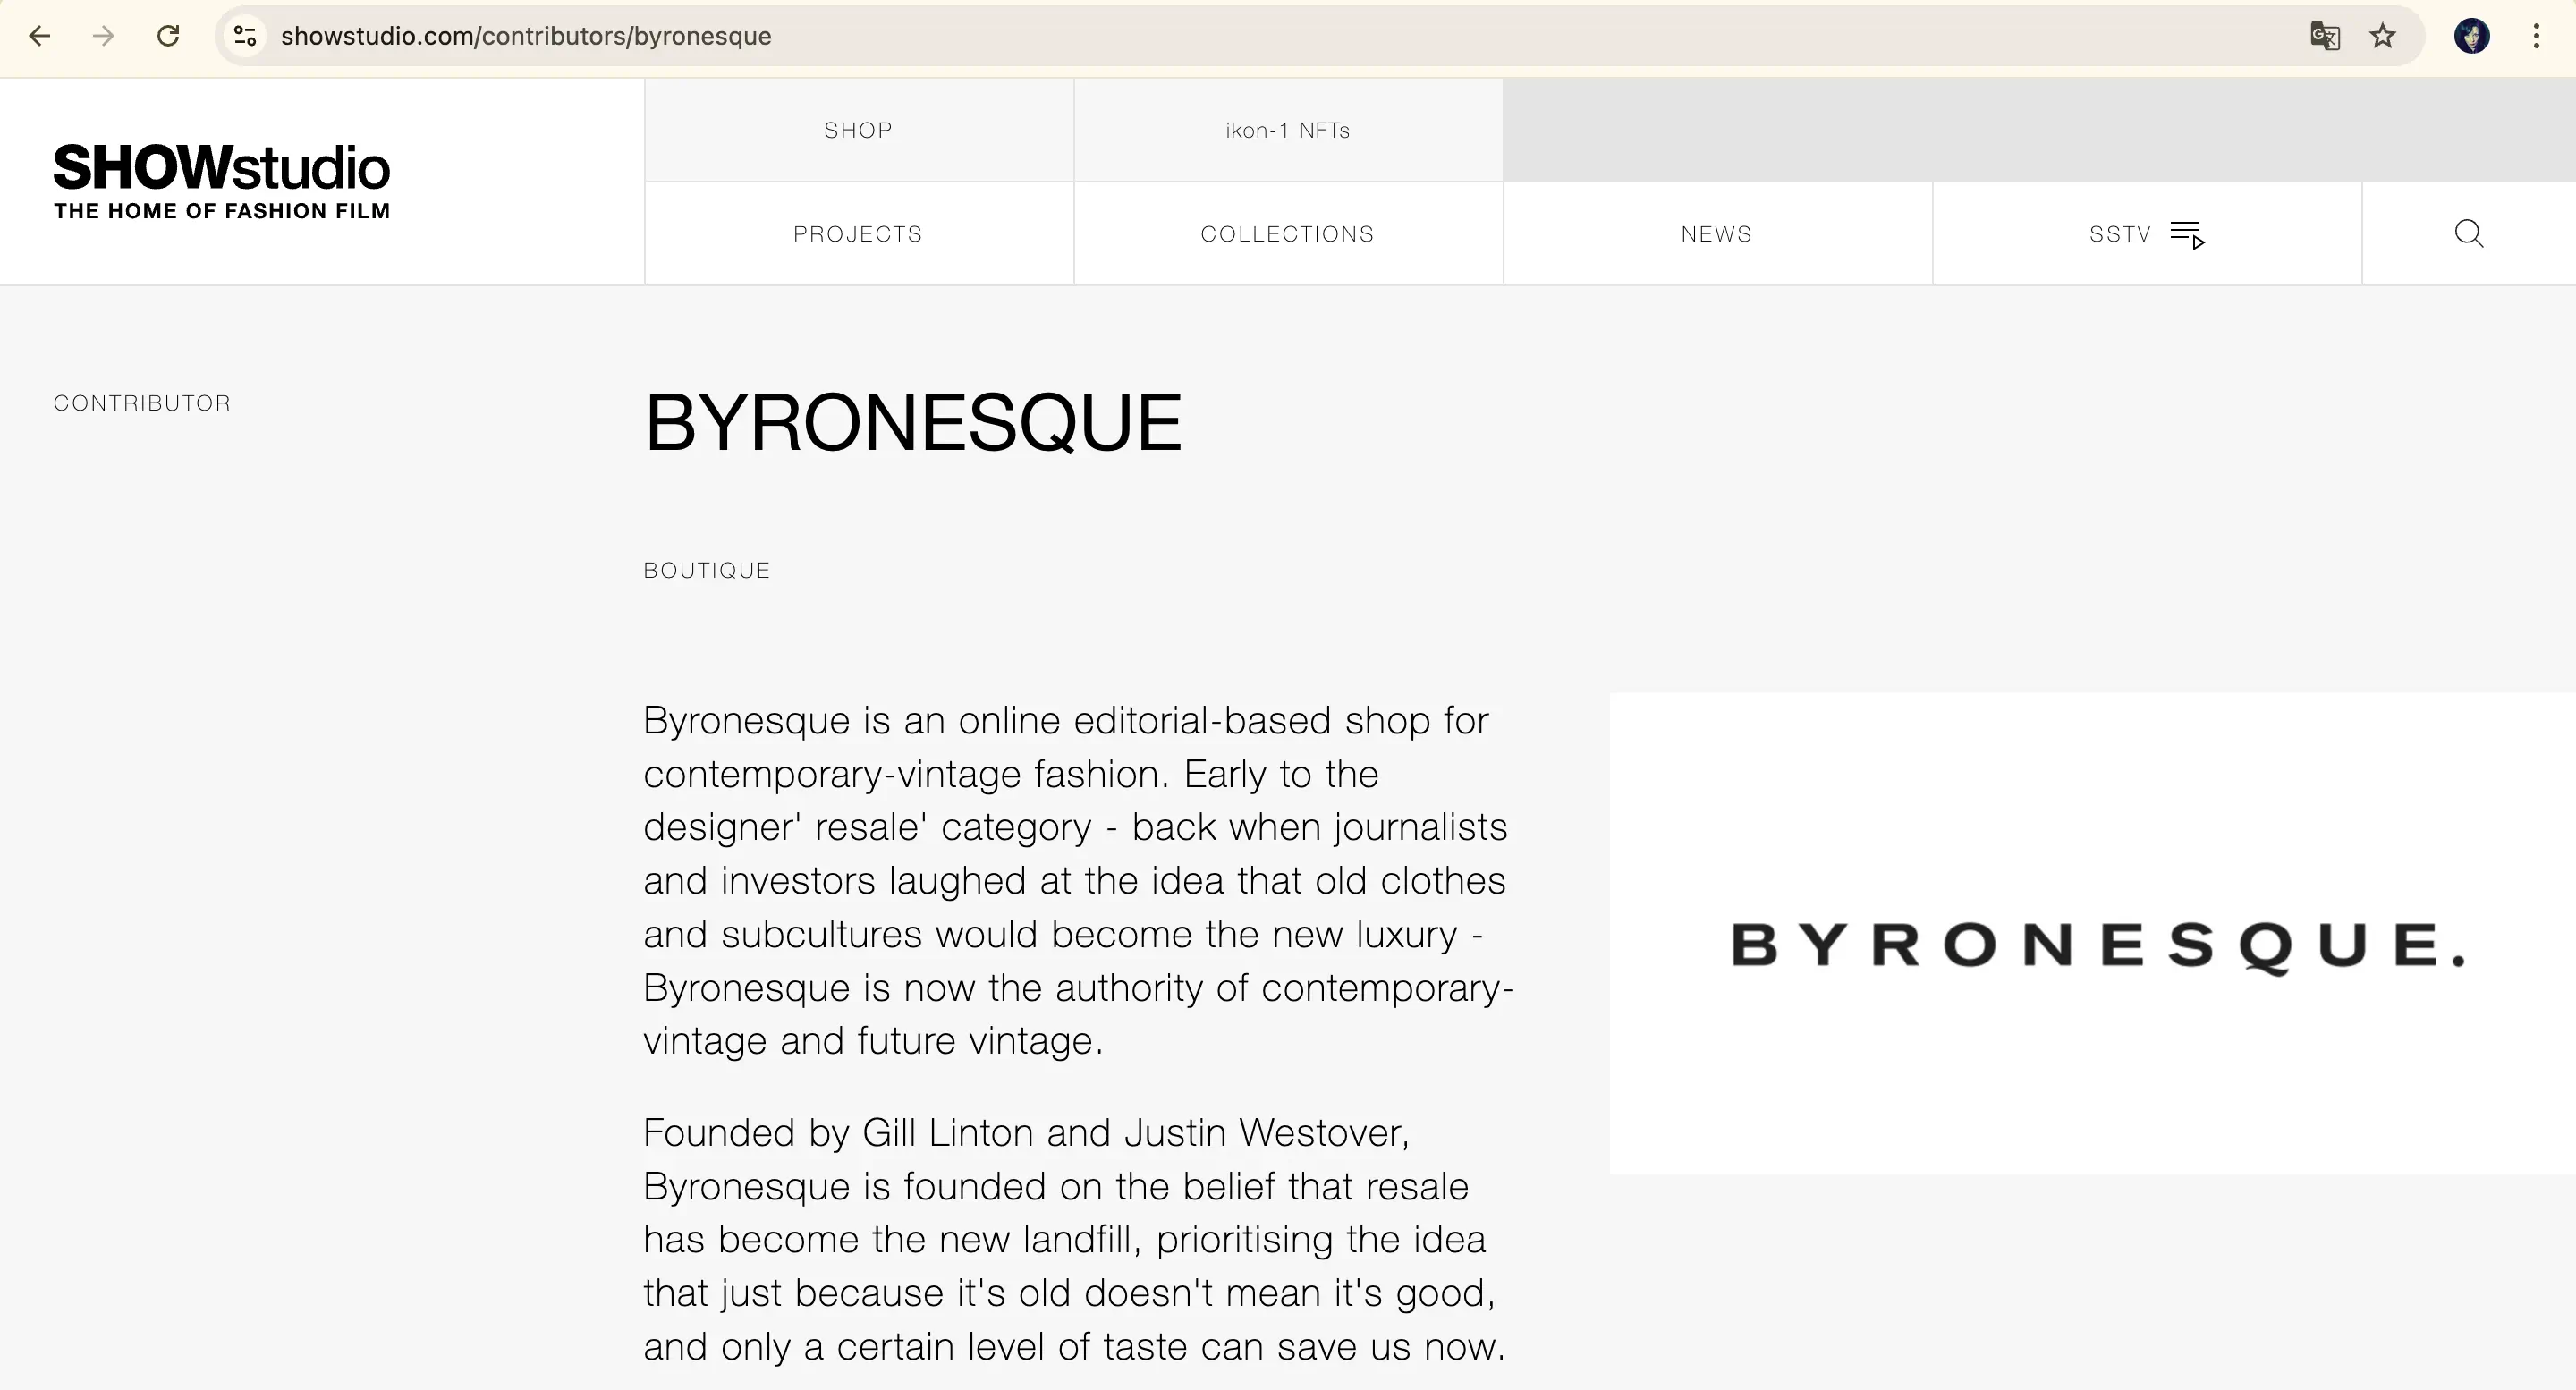 showstudio.com/contributors/byronesque
SHOP
ikon-1 NFTs
SHOWstudio
THE HOME OF FASHION FILM
PROJECTS
COLLECTIONS
NEWS
SSTV
CONTRIBUTOR
BYRONESQUE
BOUTIQUE
Byronesque is an online editorial-based shop for
contemporary-vintage fashion. Early to the
designer' resale' category - back when journalists
and investors laughed at the idea that old clothes
and subcultures would become the new luxury -
Byronesque is now the authority of contemporary-
vintage and future vintage.
Founded by Gill Linton and Justin Westover,
Byronesque is founded on the belief that resale
has become the new landfill, prioritising the idea
that just because it's old doesn't mean it's good,
and only a certain level of taste can save us now.
BYRONESQUE.